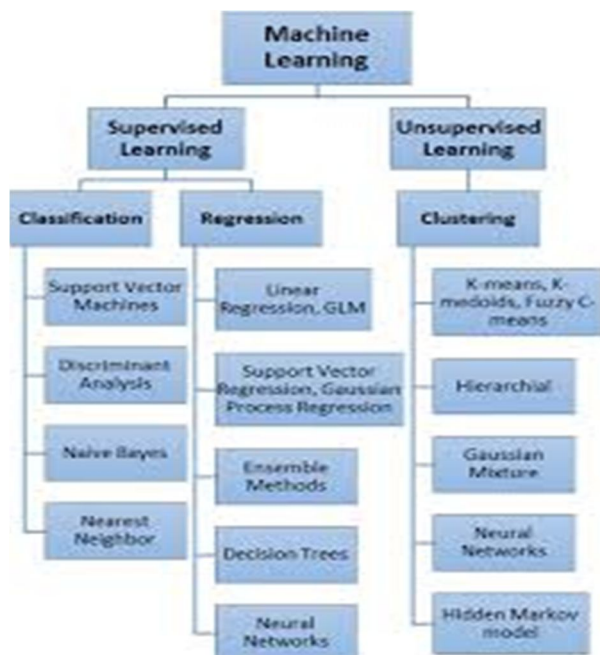 Machine
Learning
Supervised
Learning
Unsupervised
Learning
Classification
Regression
Clustering
Support Vector
Machines
Discriminant
Analysis
Naive Bayes
Nearest
Neighbor
Linear
Regression, GLM
Support Vector
Regression, Gaussian
Process Regression
Ensemble
Methods
Decision Trees
Neural
Networks
K-means, K-
medoids, Fuzzy C-
means
Hierarchial
Gaussian
Mixture
Neural
Networks
Hidden Markov
model